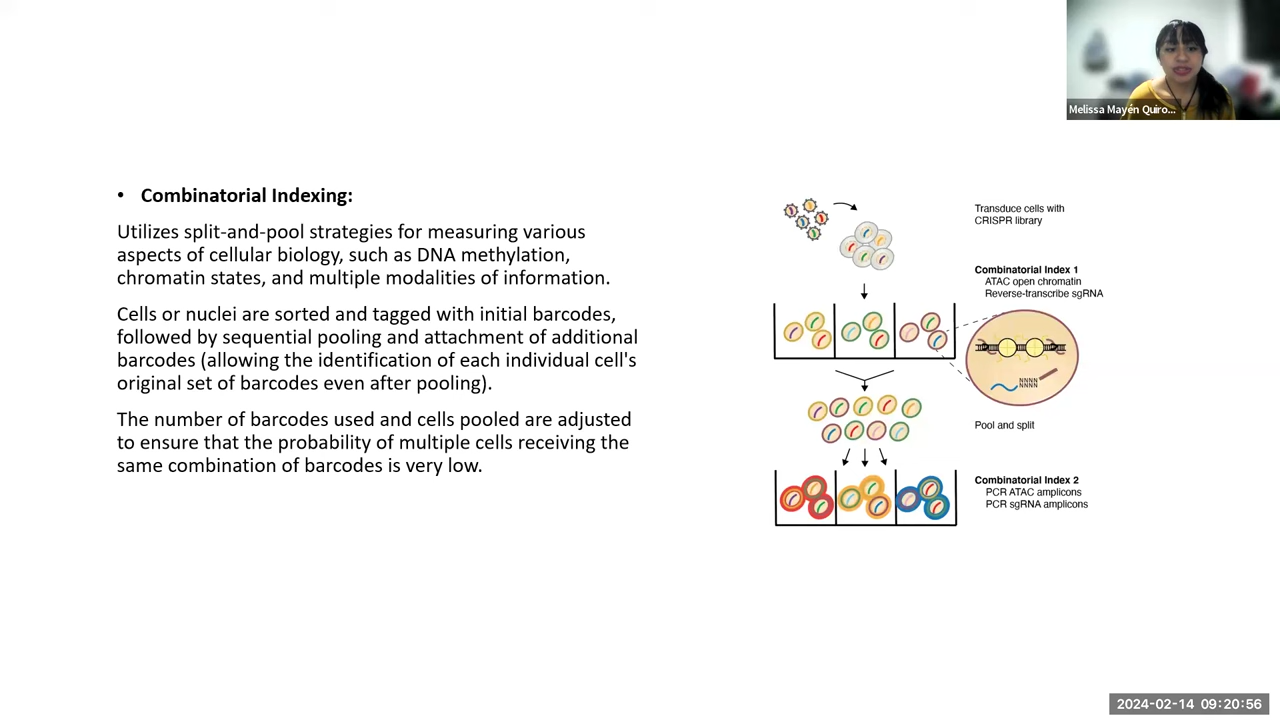 Melissa Mayén Quiro...
• Combinatorial Indexing:
Utilizes split-and-pool strategies for measuring various
aspects of cellular biology, such as DNA methylation,
chromatin states, and multiple modalities of information.
Cells or nuclei are sorted and tagged with initial barcodes,
followed by sequential pooling and attachment of additional
barcodes (allowing the identification of each individual cell's
original set of barcodes even after pooling).
The number of barcodes used and cells pooled are adjusted
to ensure that the probability of multiple cells receiving the
same combination of barcodes is very low.
Transduce cells with
CRISPR library
Combinatorial Index 1
ATAC open chromatin
Reverse-transcribe sgRNA
NNNN
NNNN
Pool and split
Combinatorial Index 2
PCR ATAC amplicons
PCR sgRNA amplicons
2024-02-14 09:20:56